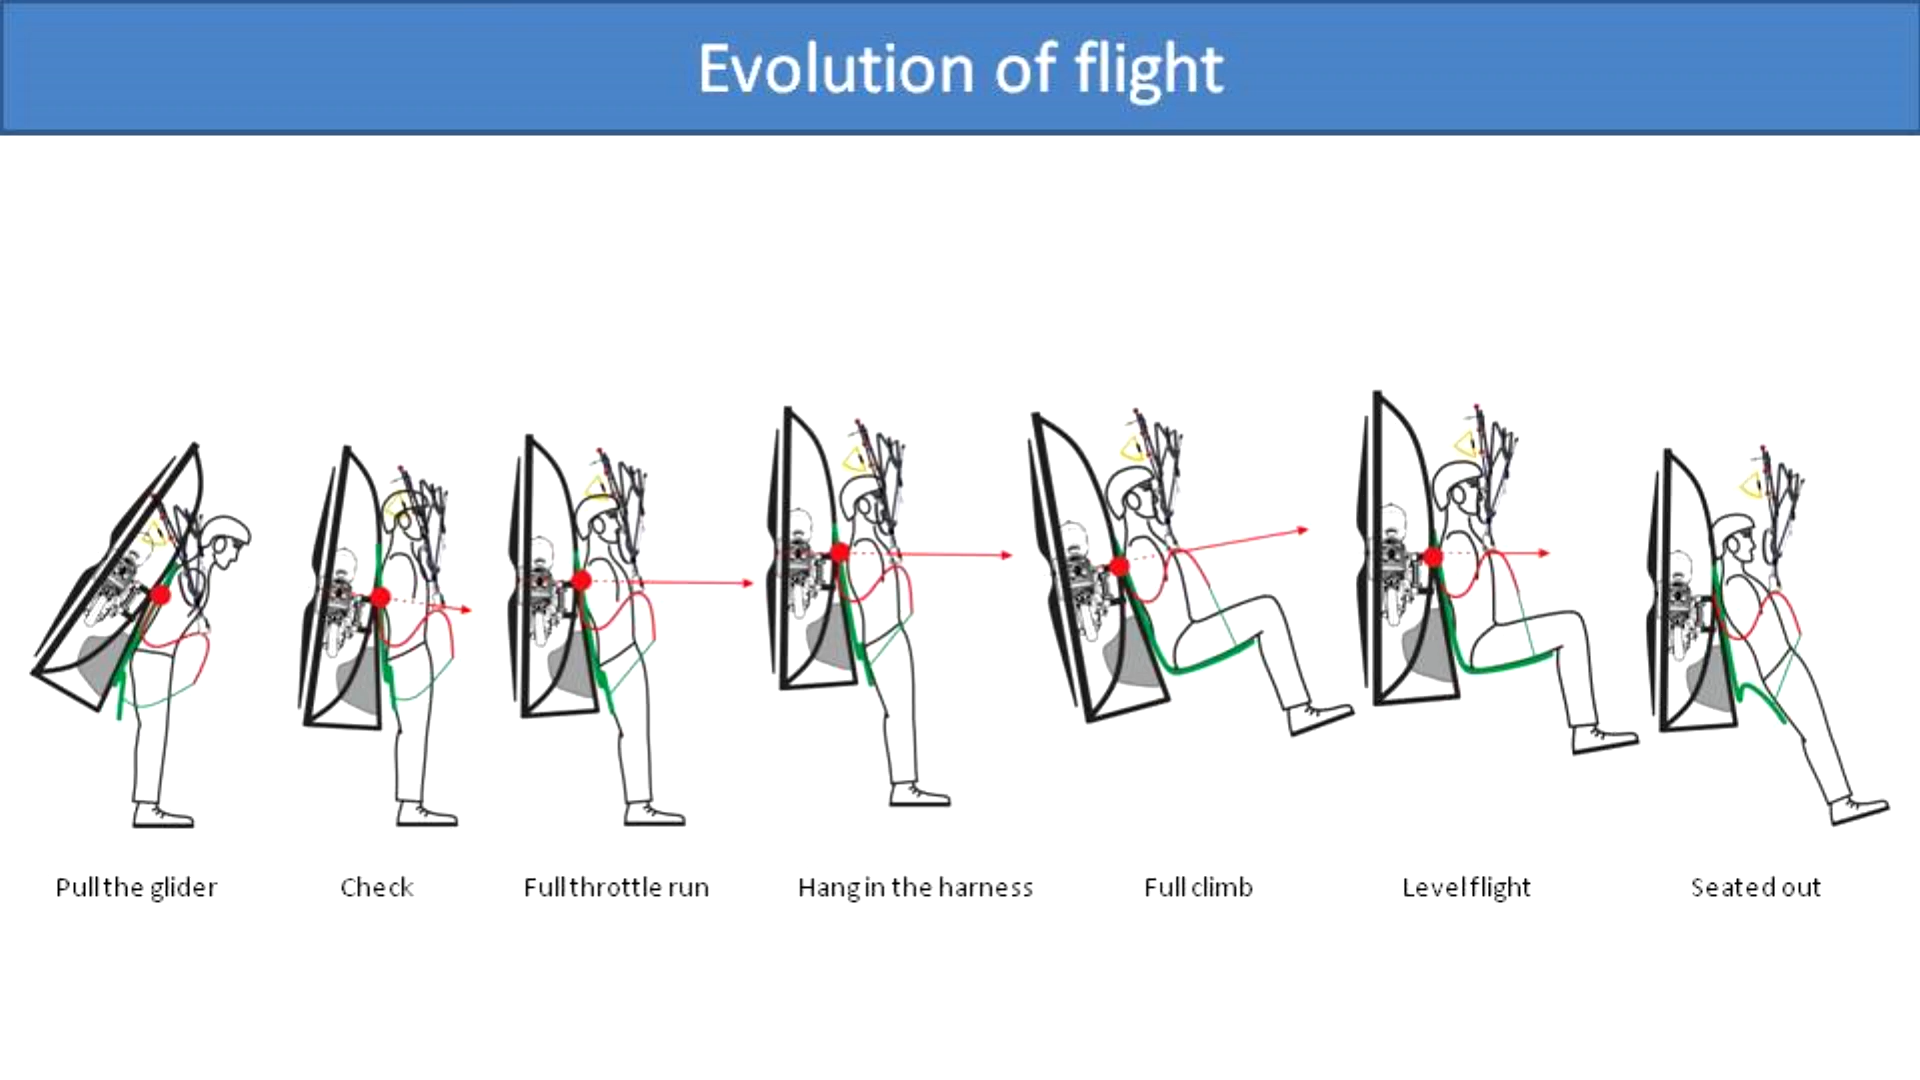 Evolution of flight
Pull the glider
Check
Full throttle run
Hang in the harness
Full climb
Level flight
Seated out